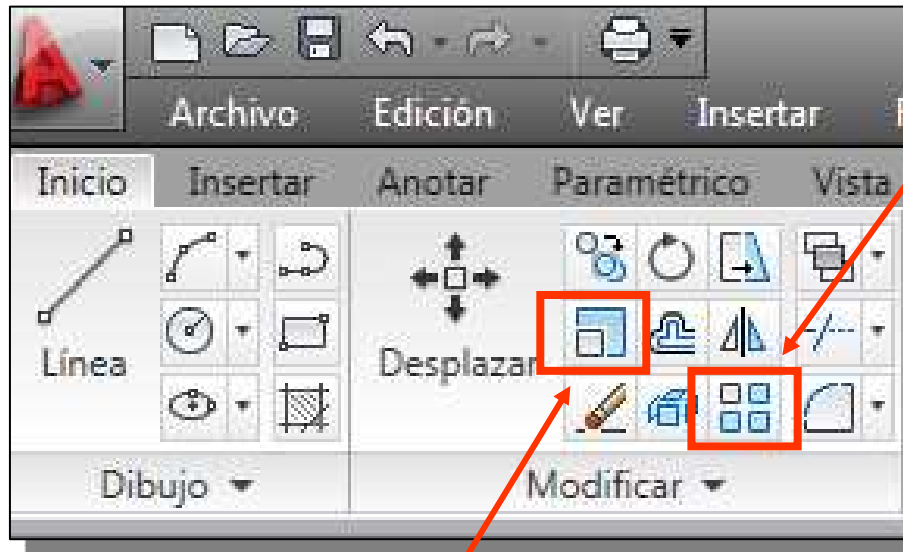 Archivo Edición Ver Insertar
Inicio Insertar Anotar Paramétrico Vista
Línea Desplazar
Dibujo Modificar